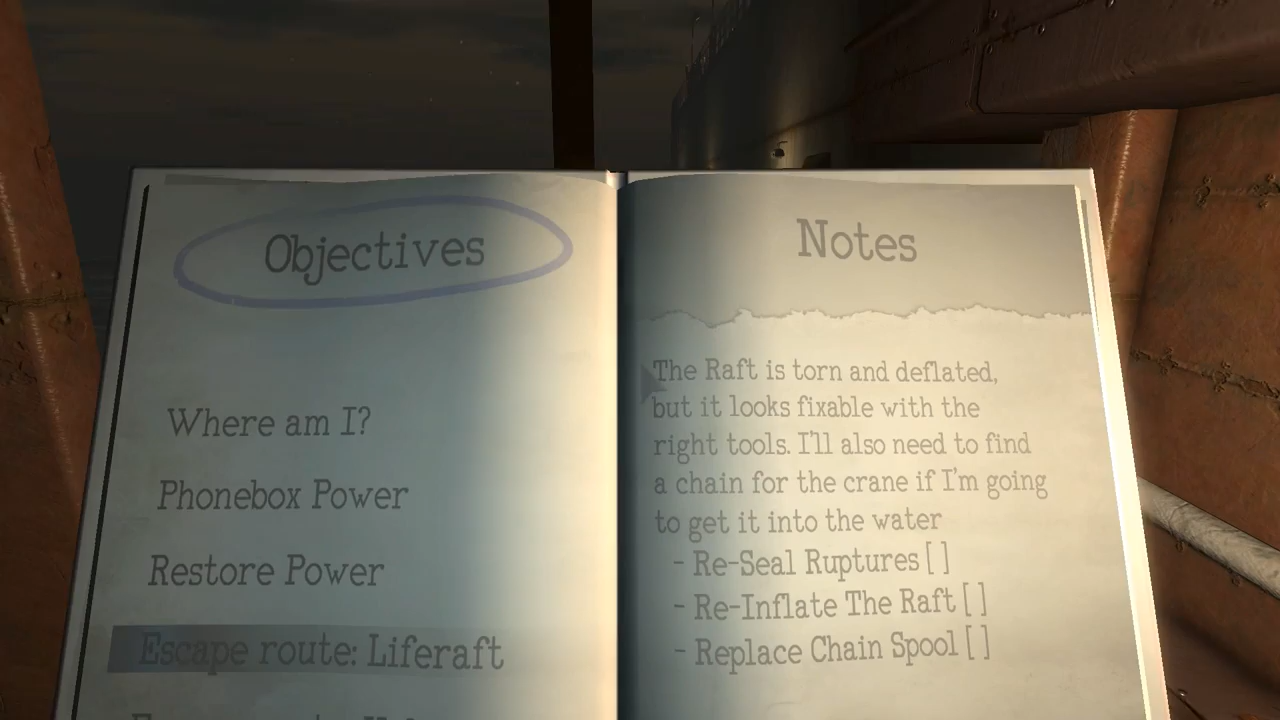 Objectives
Where am I?
Phonebox Power
Restore Power
Escape route: Liferaft
Notes
The Raft is torn and deflated,
but it looks fixable with the
right tools. I'll also need to find
a chain for the crane if I'm going
to get it into the water
- Re-Seal Ruptures [ ]
- Re-Inflate The Raft [ ]
- Replace Chain Spool [ ]